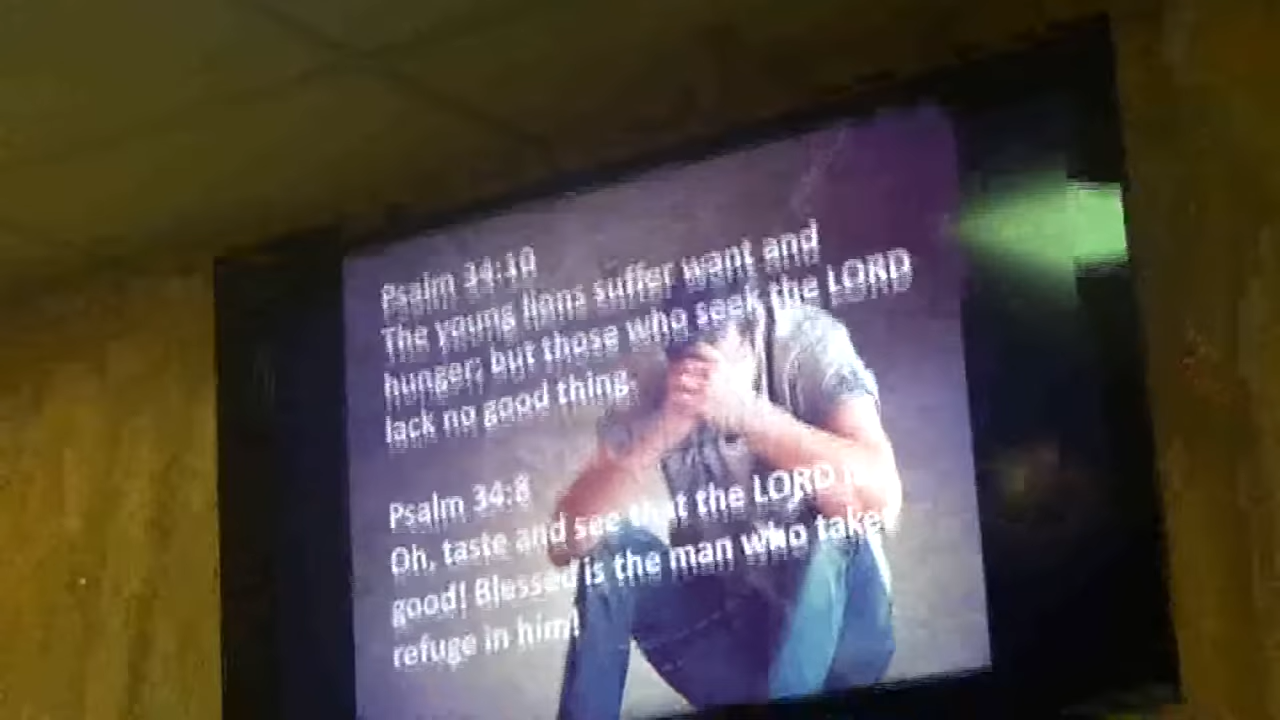 Psalm 34:10
The young lions suffer want and
hunger; but those who seek the LORD
lack no good thing.
Psalm 34:8
Oh, taste and see that the LORD is
good! Blessed is the man who takes
refuge in him!